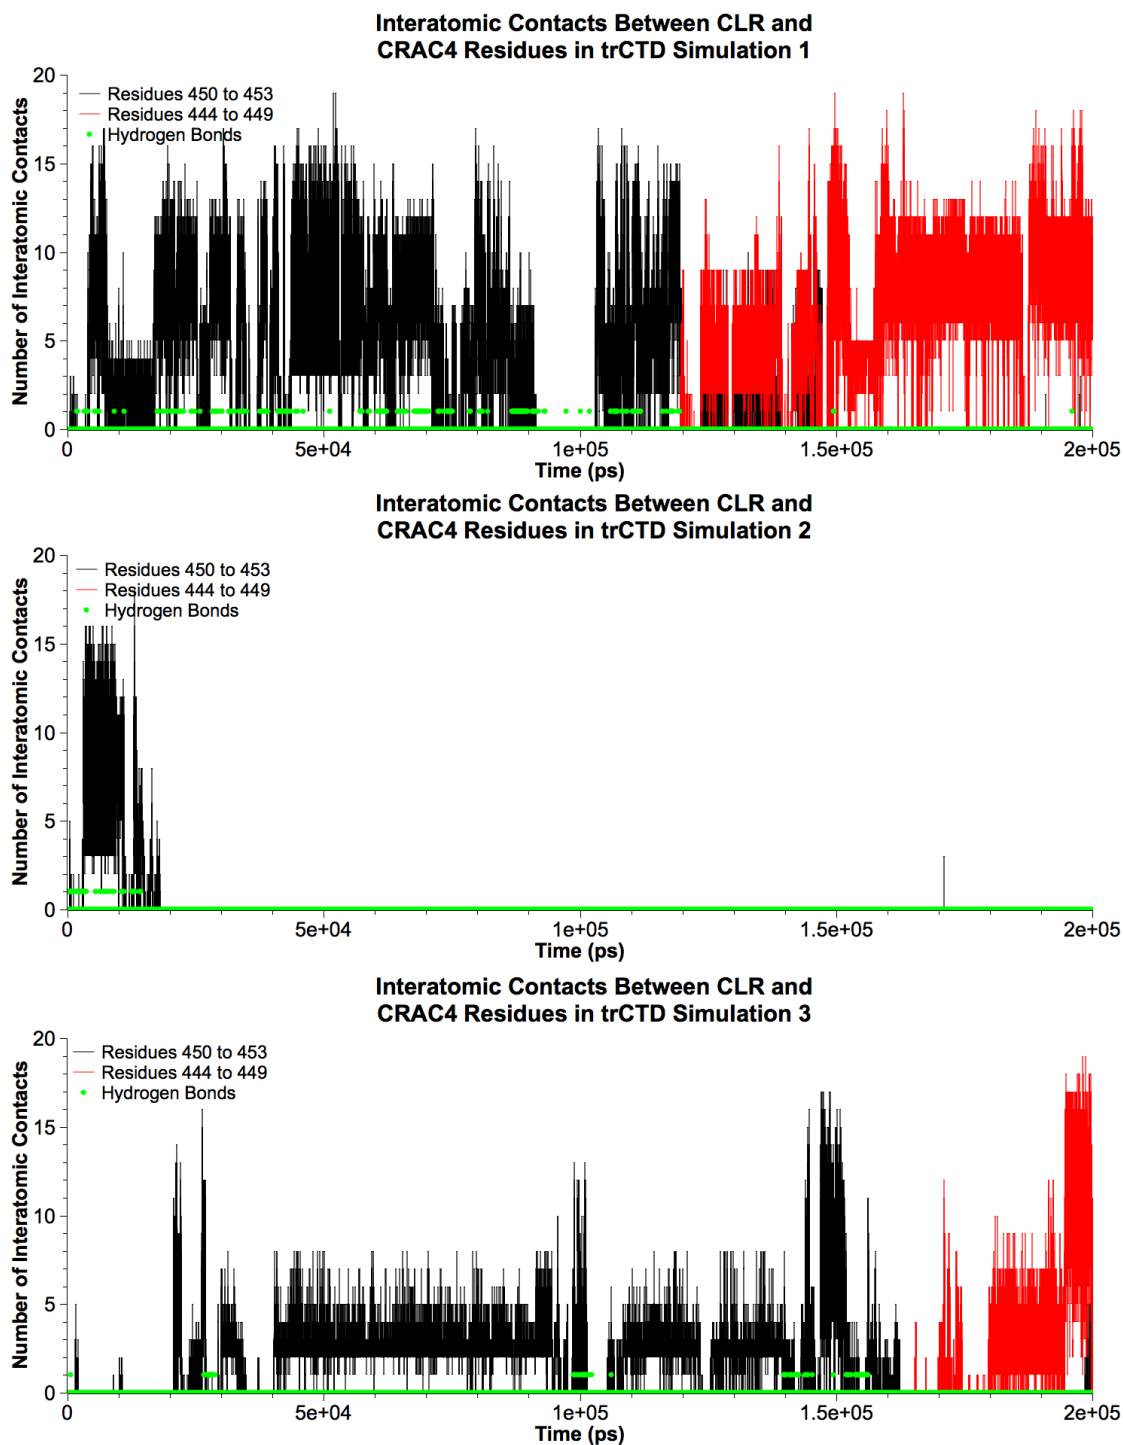 Interatomic Contacts Between CLR and
CRAC4 Residues in trCTD Simulation 1
Number of Interatomic Contacts
20
15
10
5
0
Residues 450 to 453
Residues 444 to 449
Hydrogen Bonds
0 5e+04 1e+05 1.5e+05 2e+05
Time (ps)
Interatomic Contacts Between CLR and
CRAC4 Residues in trCTD Simulation 2
Number of Interatomic Contacts
20
15
10
5
0
Residues 450 to 453
Residues 444 to 449
Hydrogen Bonds
0 5e+04 1e+05 1.5e+05 2e+05
Time (ps)
Interatomic Contacts Between CLR and
CRAC4 Residues in trCTD Simulation 3
Number of Interatomic Contacts
20
15
10
5
0
Residues 450 to 453
Residues 444 to 449
Hydrogen Bonds
0 5e+04 1e+05 1.5e+05 2e+05
Time (ps)